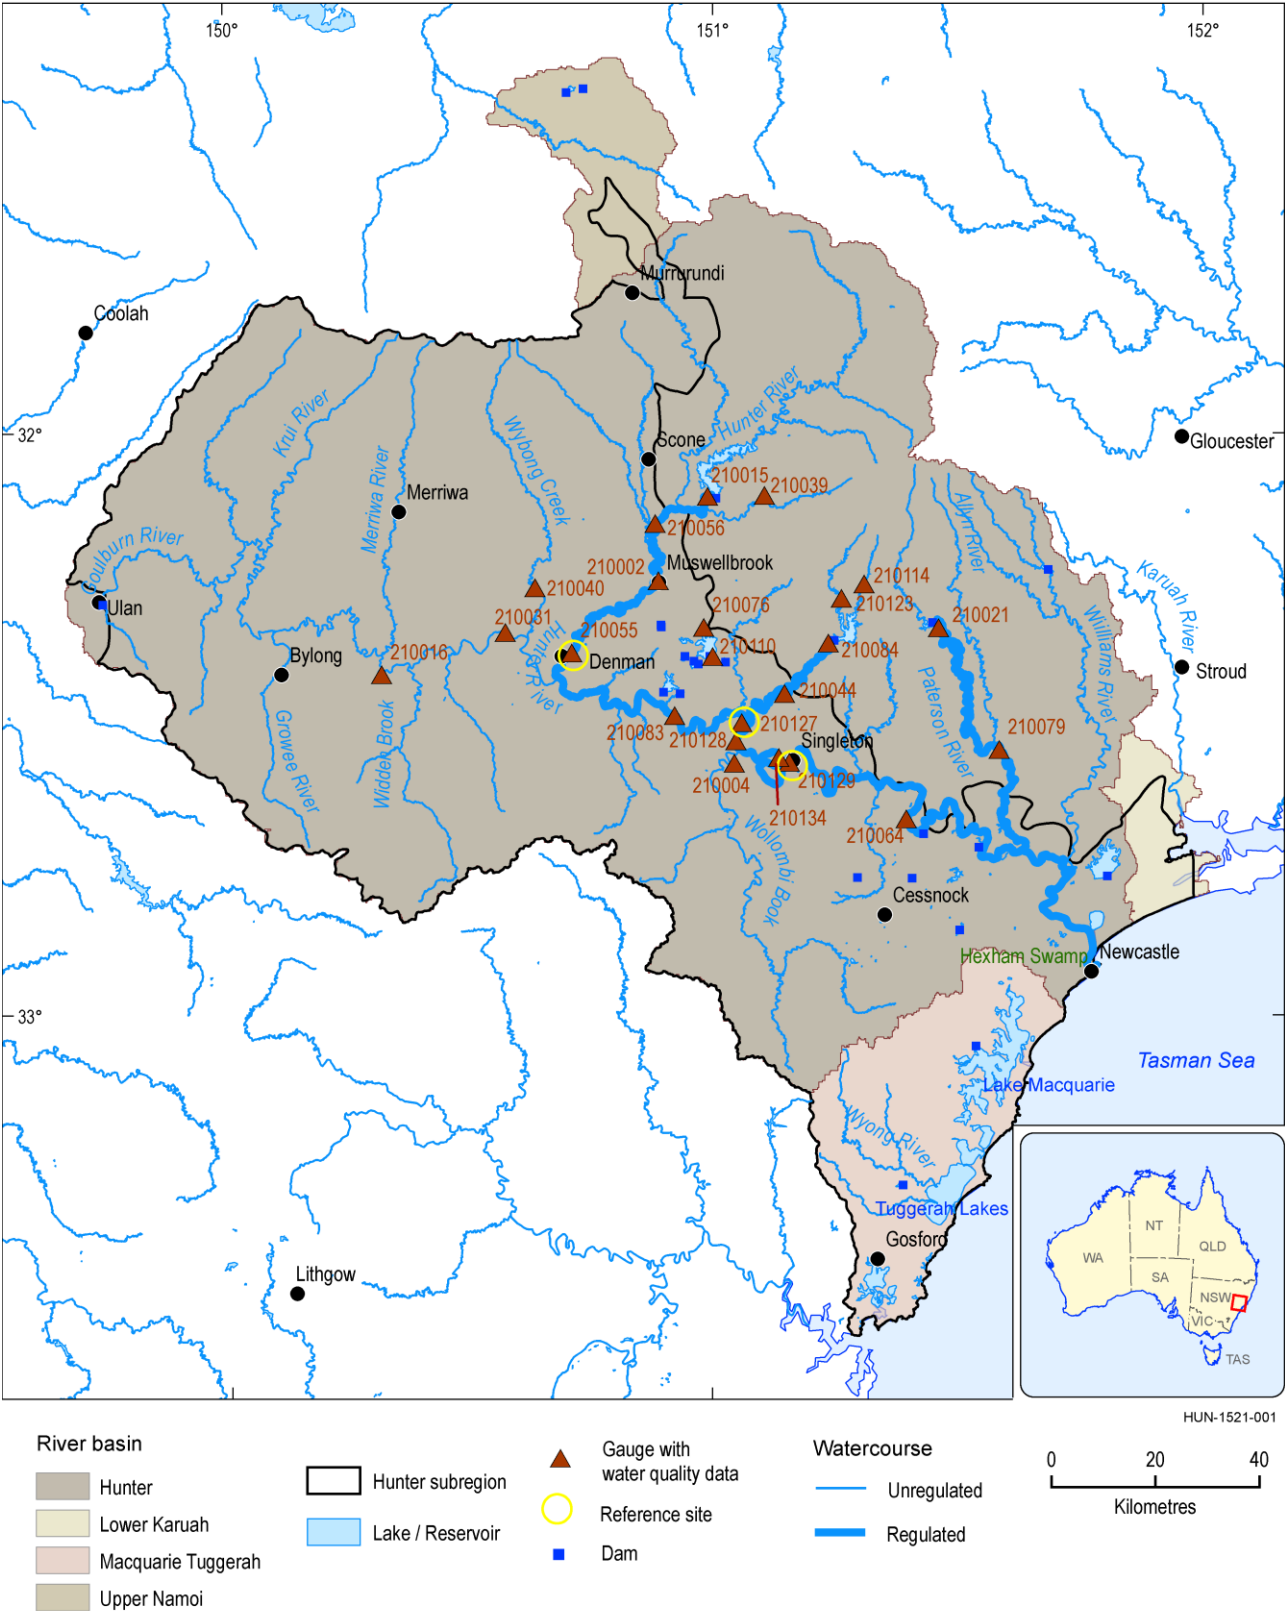 150°
151°
152°
Murrurundi
Coolah
Krui River
Hunter River
32°
Scone
Gloucester
Wybong Creek
Merriwa River
Merriwa
210015
210039
210056
Allyn River
Goulburn River
210002
Muswellbrook
Karuah River
210114
210040
210123
Ulan
210031
210076
210021
Williams River
210055
Bylong
210016
Hunter River
Denman
210110
210084
Stroud
Paterson River
210044
Growee River
Widden Brook
210083
210128
210127
210079
Singleton
210004
210129
210134
210064
Wollombi Book
Cessnock
Hexham Swamp
Newcastle
33°
Tasman Sea
Lake Macquarie
Wyong River
Tuggerah Lakes
Gosford
Lithgow
NT
WA
QLD
SA
NSW
VIC
TAS
HUN-1521-001
River basin
Hunter
Lower Karuah
Macquarie Tuggerah
Upper Namoi
Hunter subregion
Lake / Reservoir
Gauge with
water quality data
Reference site
Dam
Watercourse
Unregulated
Regulated
0 20 40
Kilometres